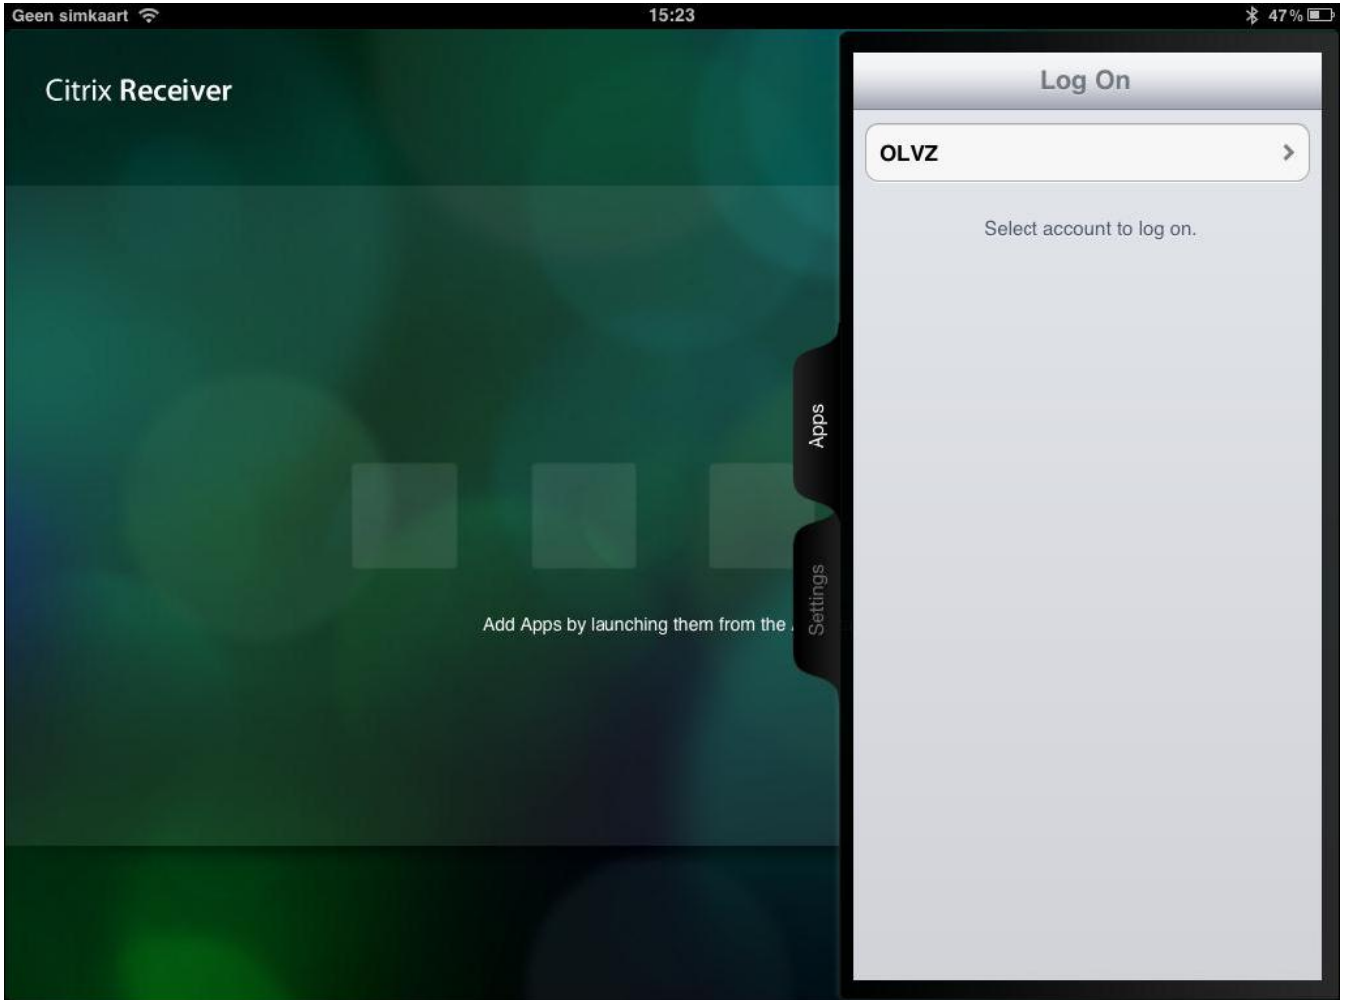 Geen simkaart
15:23
47%
Citrix Receiver
Log On
OLVZ
Select account to log on.
Apps
Settings
Add Apps by launching them from the